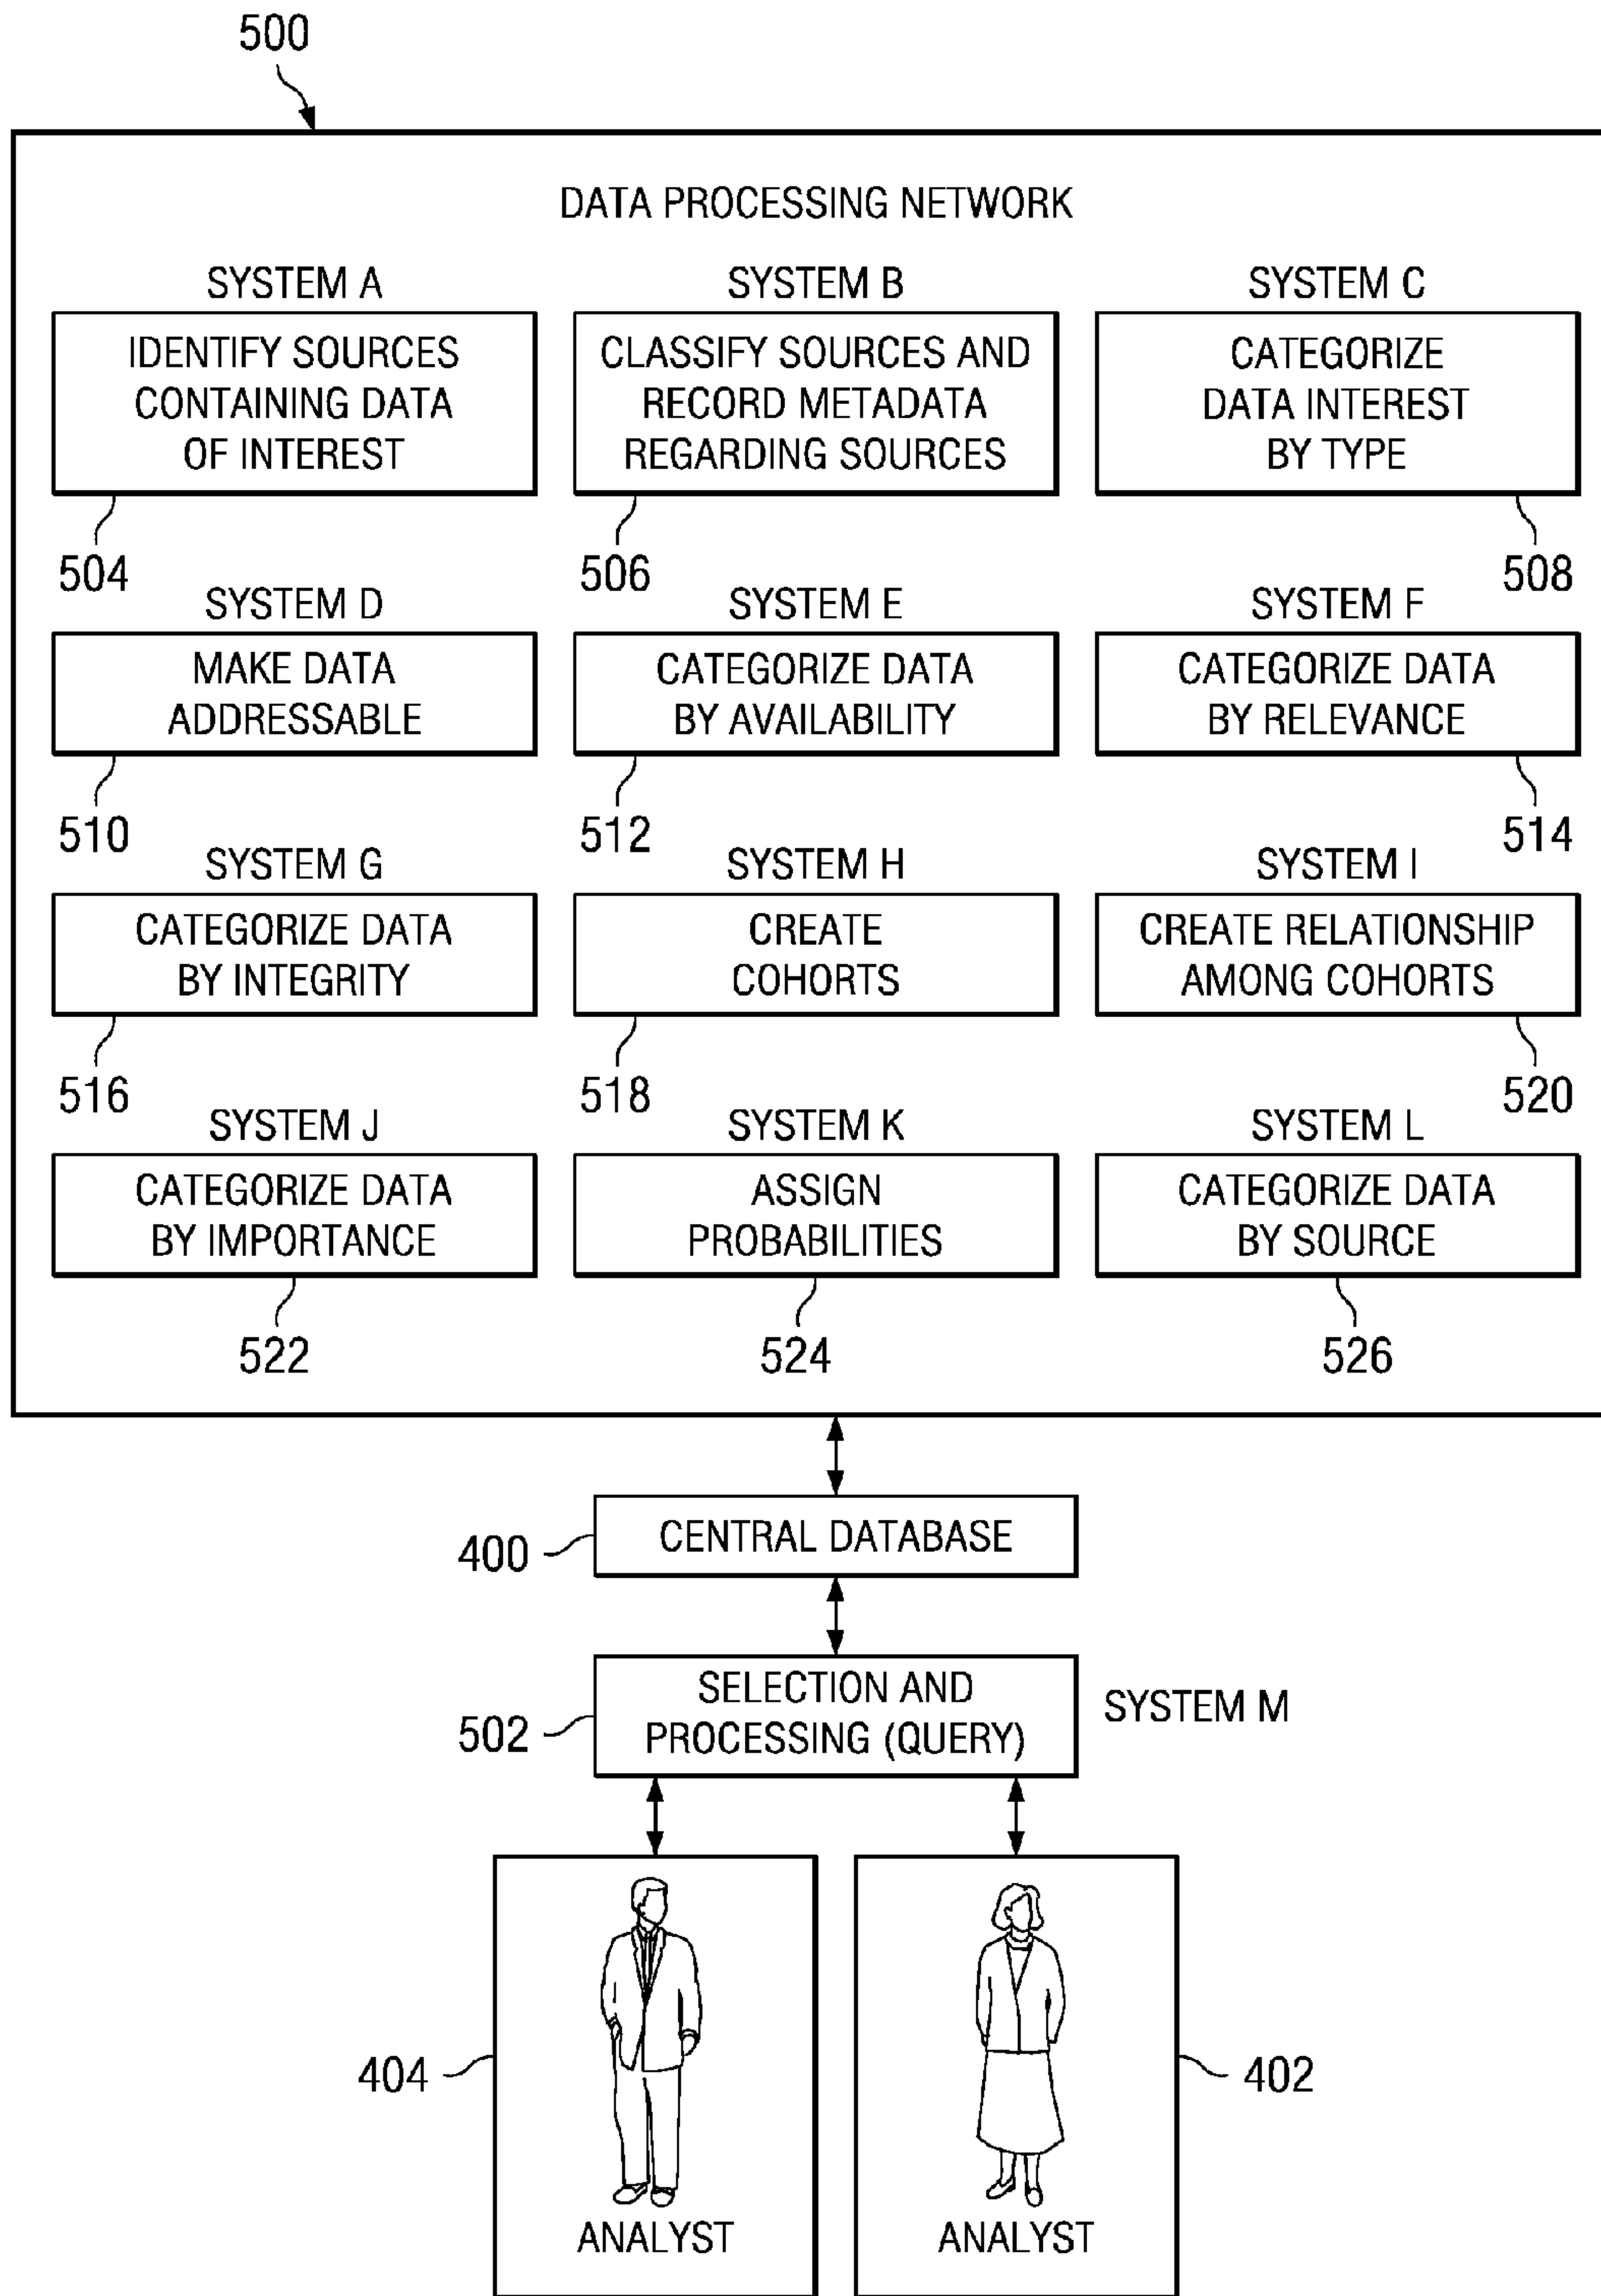 500
DATA PROCESSING NETWORK
SYSTEM A
IDENTIFY SOURCES
CONTAINING DATA
OF INTEREST
504
SYSTEM B
CLASSIFY SOURCES AND
RECORD METADATA
REGARDING SOURCES
506
SYSTEM C
CATEGORIZE
DATA INTEREST
BY TYPE
508
SYSTEM D
MAKE DATA
ADDRESSABLE
510
SYSTEM E
CATEGORIZE DATA
BY AVAILABILITY
512
SYSTEM F
CATEGORIZE DATA
BY RELEVANCE
514
SYSTEM G
CATEGORIZE DATA
BY INTEGRITY
516
SYSTEM H
CREATE
COHORTS
518
SYSTEM I
CREATE RELATIONSHIP
AMONG COHORTS
520
SYSTEM J
CATEGORIZE DATA
BY IMPORTANCE
522
SYSTEM K
ASSIGN
PROBABILITIES
524
SYSTEM L
CATEGORIZE DATA
BY SOURCE
526
400
CENTRAL DATABASE
502
SELECTION AND
PROCESSING (QUERY)
SYSTEM M
404
ANALYST
402
ANALYST